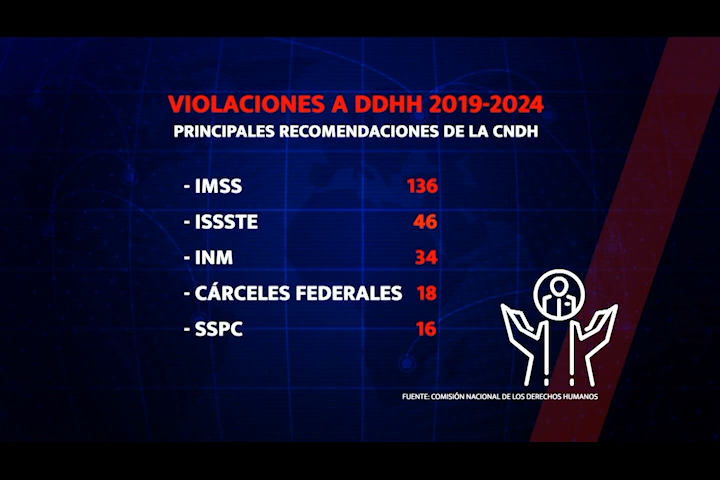 VIOLACIONES A DDHH 2019-2024
PRINCIPALES RECOMENDACIONES DE LA CNDH
- IMSS 136
- ISSSTE 46
- INM 34
- CÁRCELES FEDERALES 18
- SSPC 16
FUENTE: COMISIÓN NACIONAL DE LOS DERECHOS HUMANOS